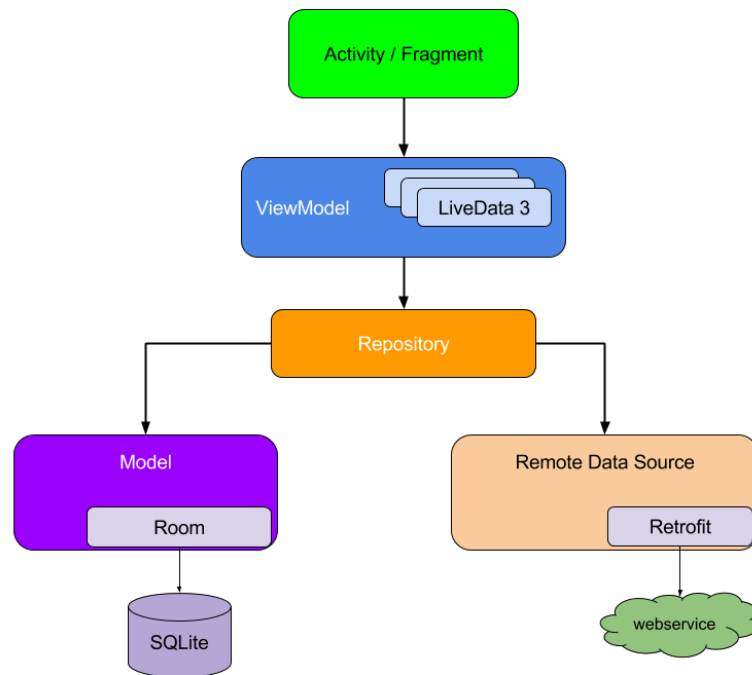 Activity / Fragment
ViewModel
LiveData 3
Repository
Model
Room
SQLite
Remote Data Source
Retrofit
webservice